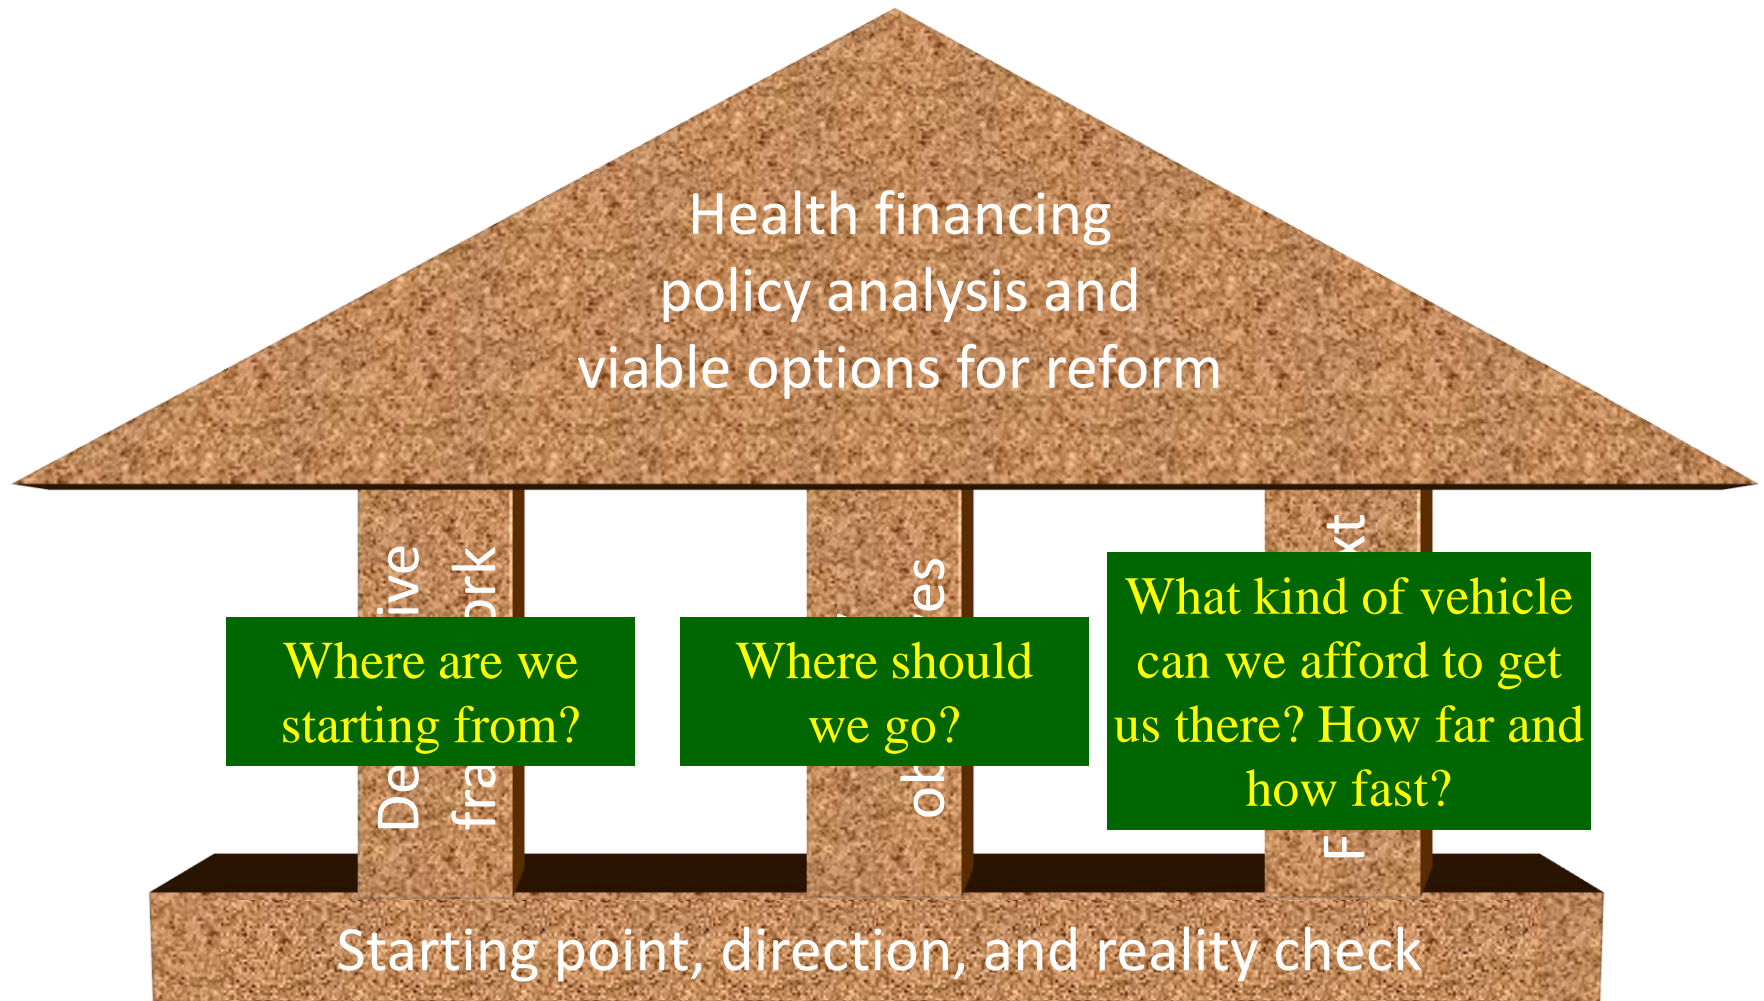 Health financing
policy analysis and
viable options for reform
Where are we
starting from?
Where should
we go?
What kind of vehicle
can we afford to get
us there? How far and
how fast?
Starting point, direction, and reality check